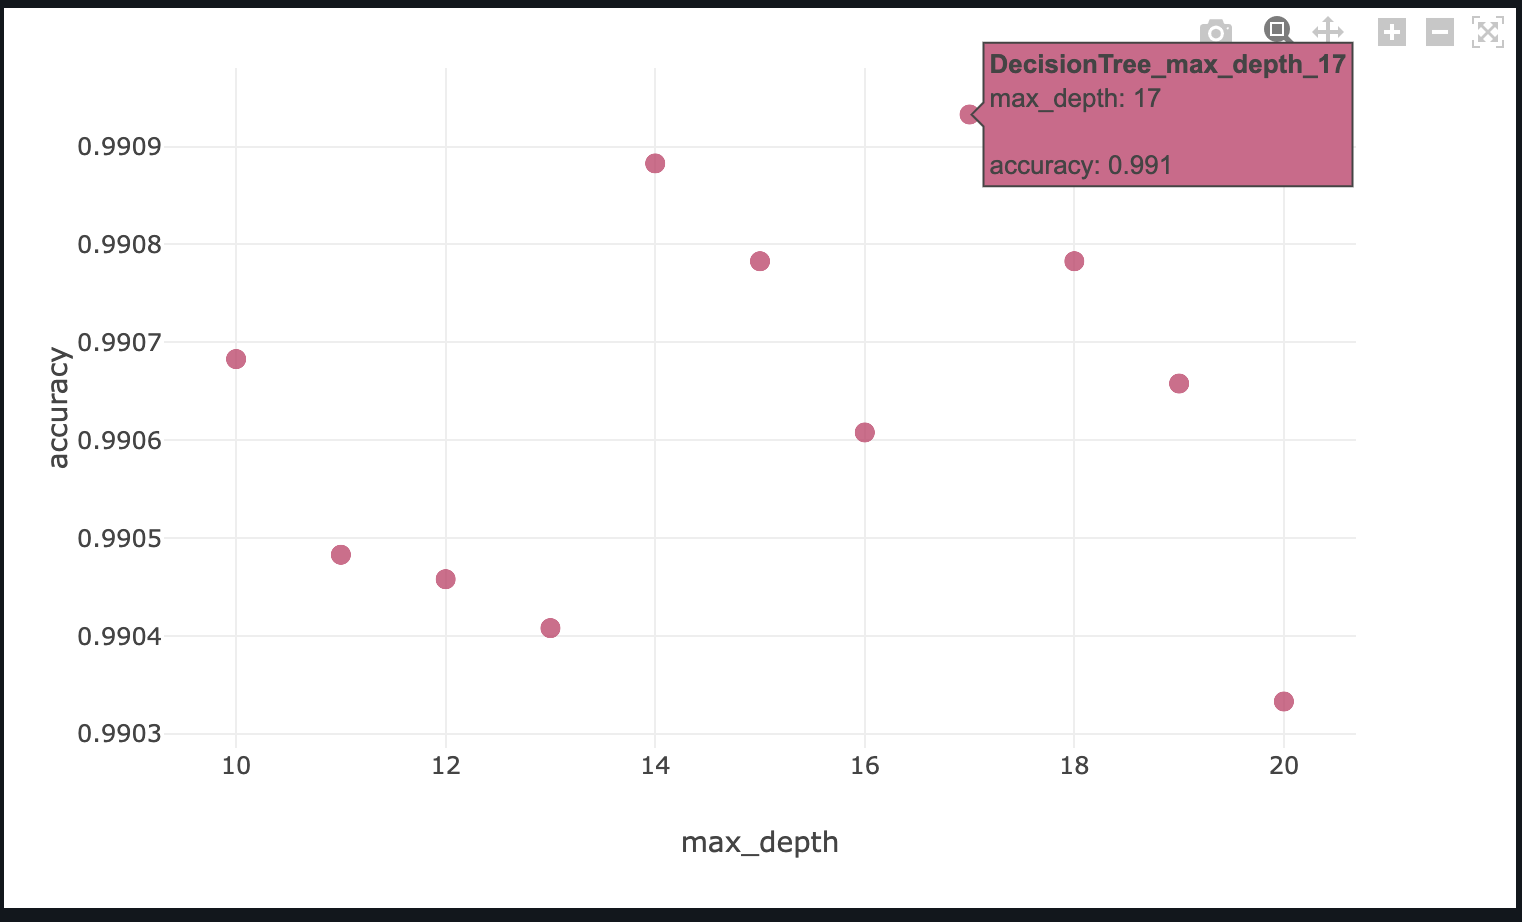 DecisionTree_max_depth_17
max_depth: 17
accuracy: 0.991
0.9909
0.9908
0.9907
0.9906
0.9905
0.9904
0.9903
accuracy
10 12 14 16 18 20
max_depth